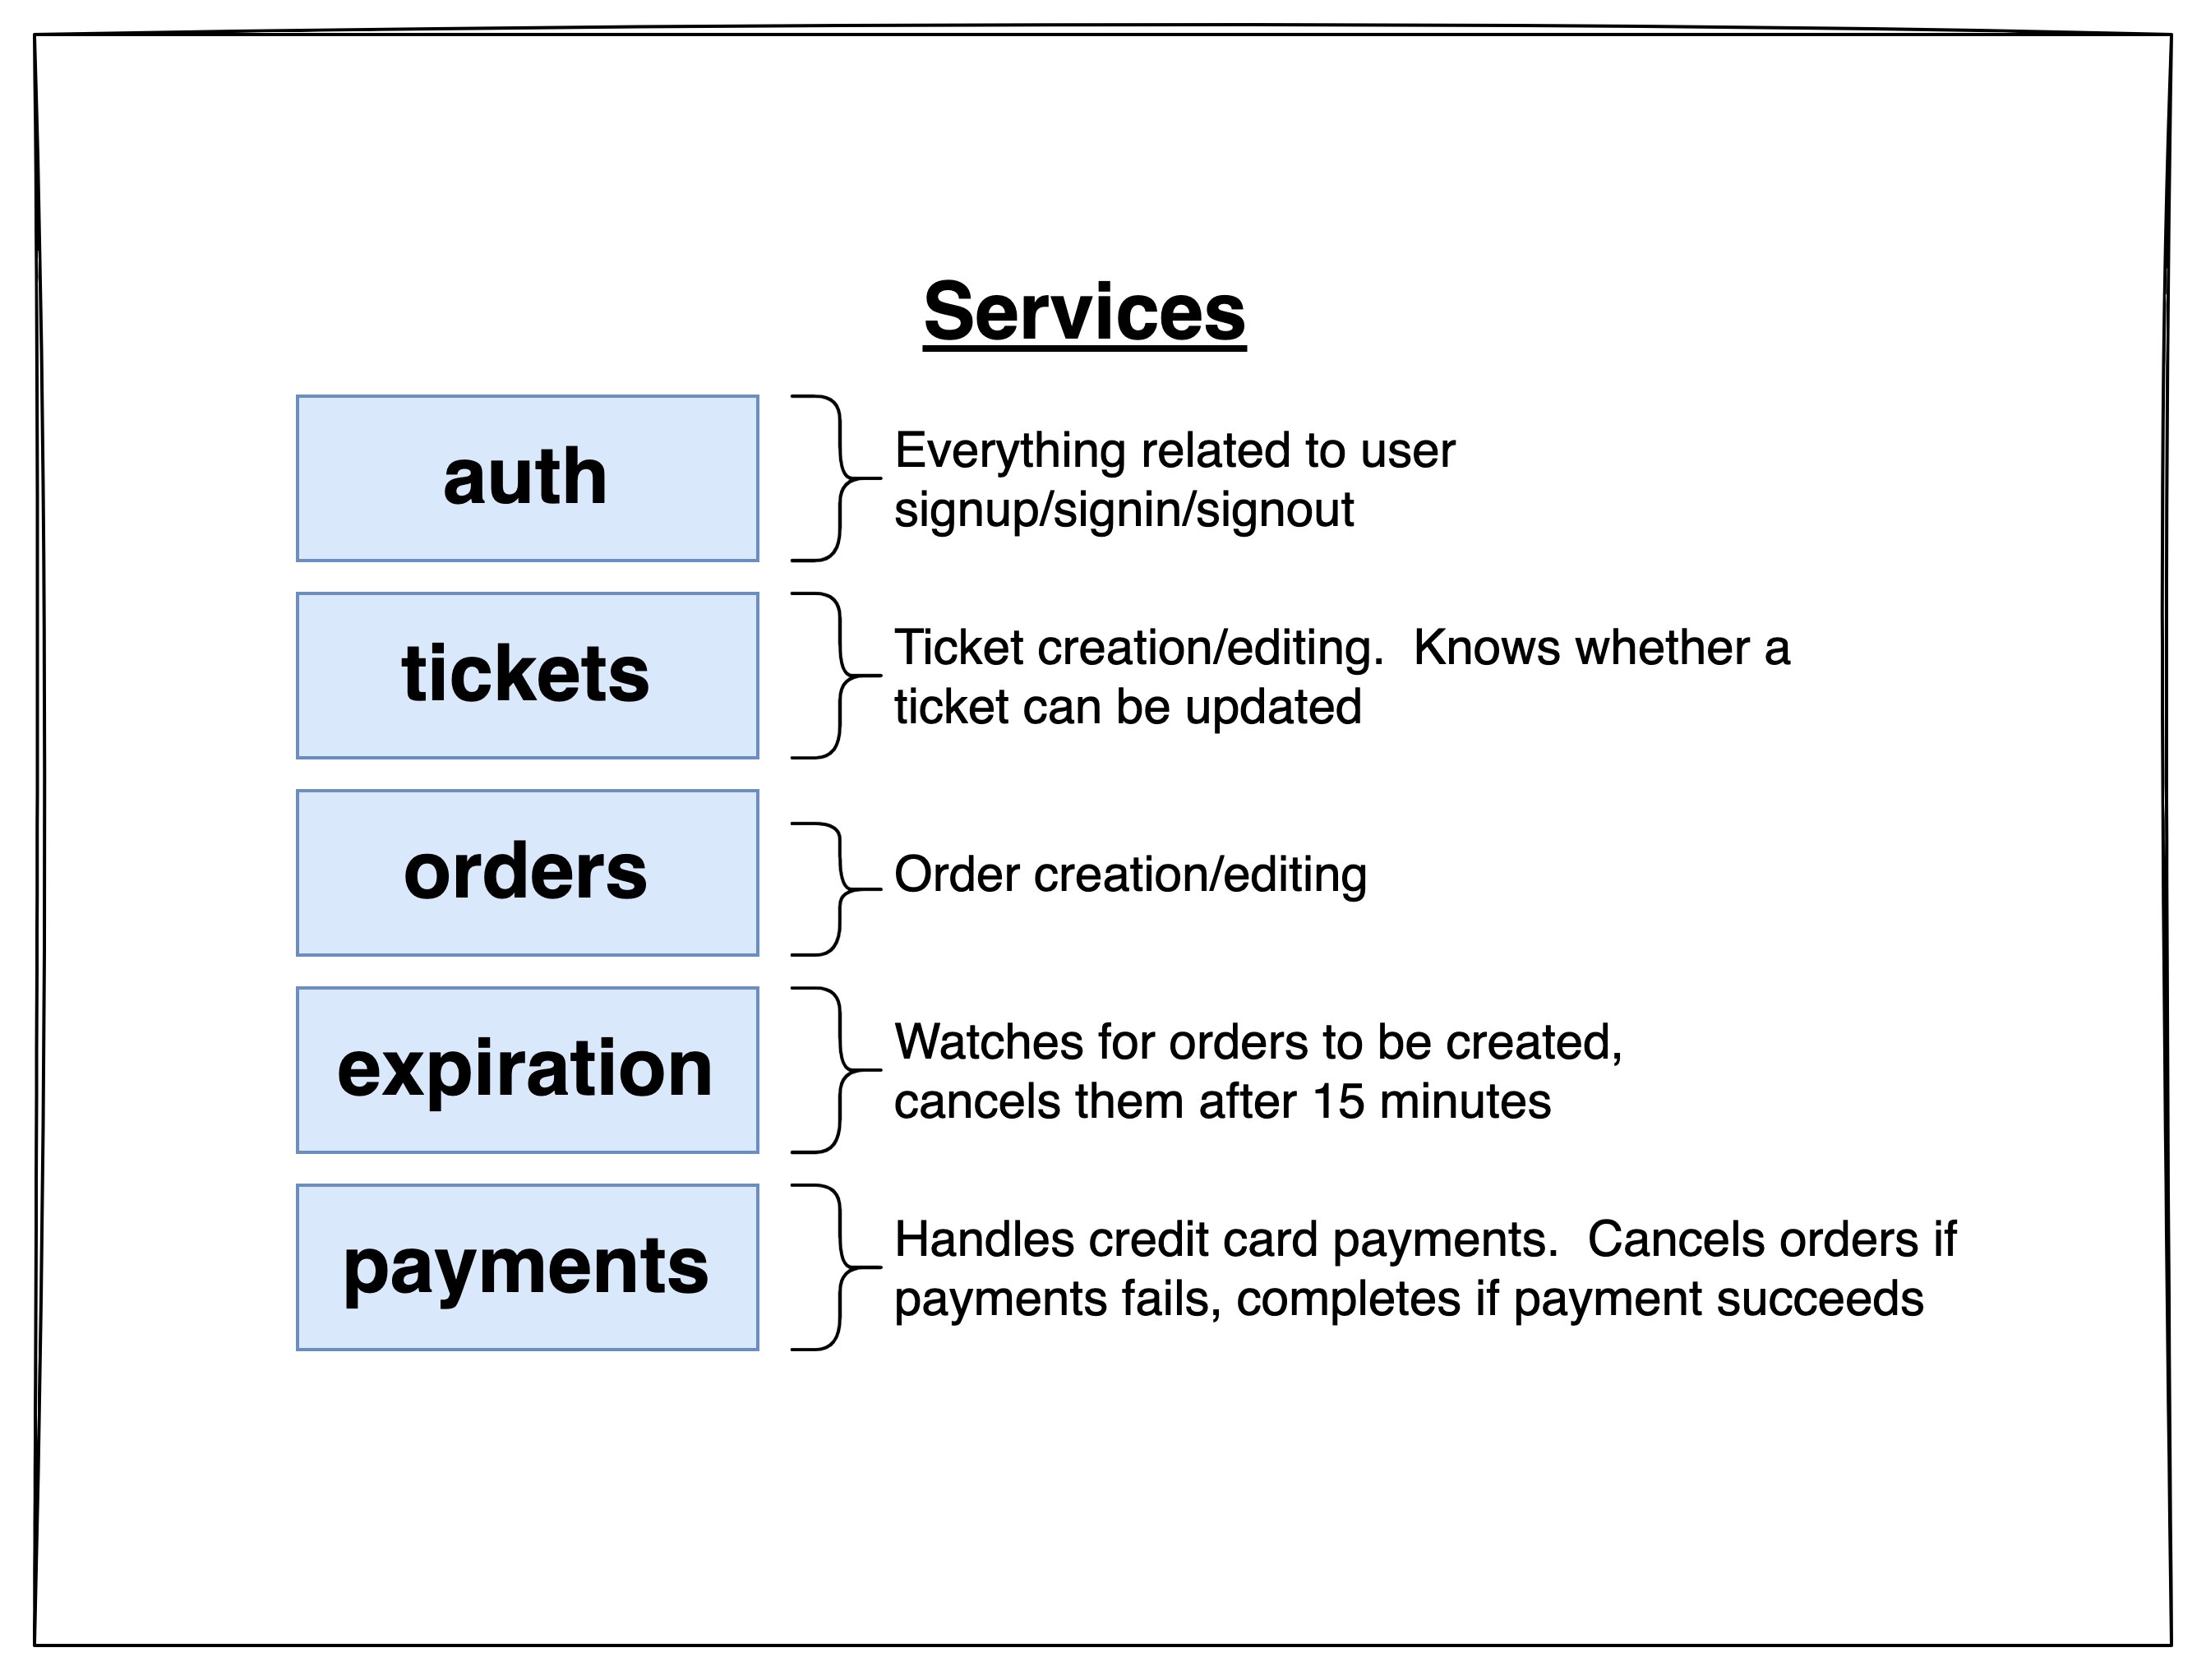 Services
auth
Everything related to user
signup/signin/signout
tickets
Ticket creation/editing.  Knows whether a
ticket can be updated
orders
Order creation/editing
expiration
Watches for orders to be created,
cancels them after 15 minutes
payments
Handles credit card payments.  Cancels orders if
payments fails, completes if payment succeeds